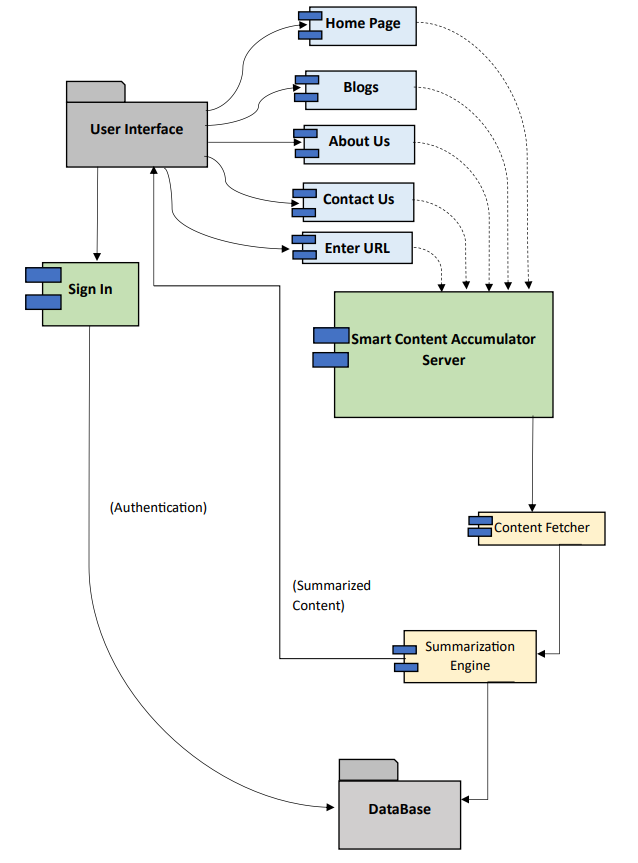 Home Page
Blogs
User Interface
About Us
Contact Us
Enter URL
Sign In
Smart Content Accumulator
Server
(Authentication)
Content Fetcher
(Summarized
Content)
Summarization
Engine
DataBase